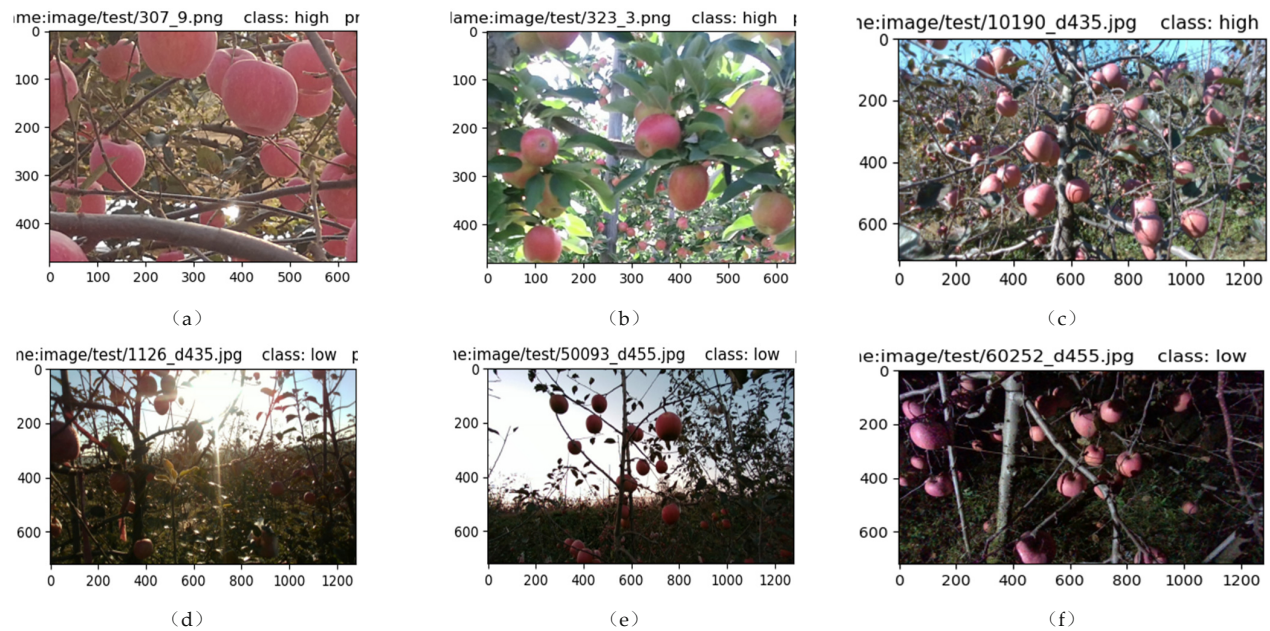 me:image/test/307_9.png class: high pr
lame:image/test/323_3.png class: high p
ne:image/test/10190_d435.jpg class: high
0
100
200
300
400
0 100 200 300 400 500 600
0
100
200
300
400
0 100 200 300 400 500 600
0
200
400
600
0 200 400 600 800 1000 1200
(a)
(b)
(c)
ne:image/test/1126_d435.jpg class: low p
ne:image/test/50093_d455.jpg class: low
ne:image/test/60252_d455.jpg class: low
0
200
400
600
0 200 400 600 800 1000 1200
0
200
400
600
0 200 400 600 800 1000 1200
0
200
400
600
0 200 400 600 800 1000 1200
(d)
(e)
(f)